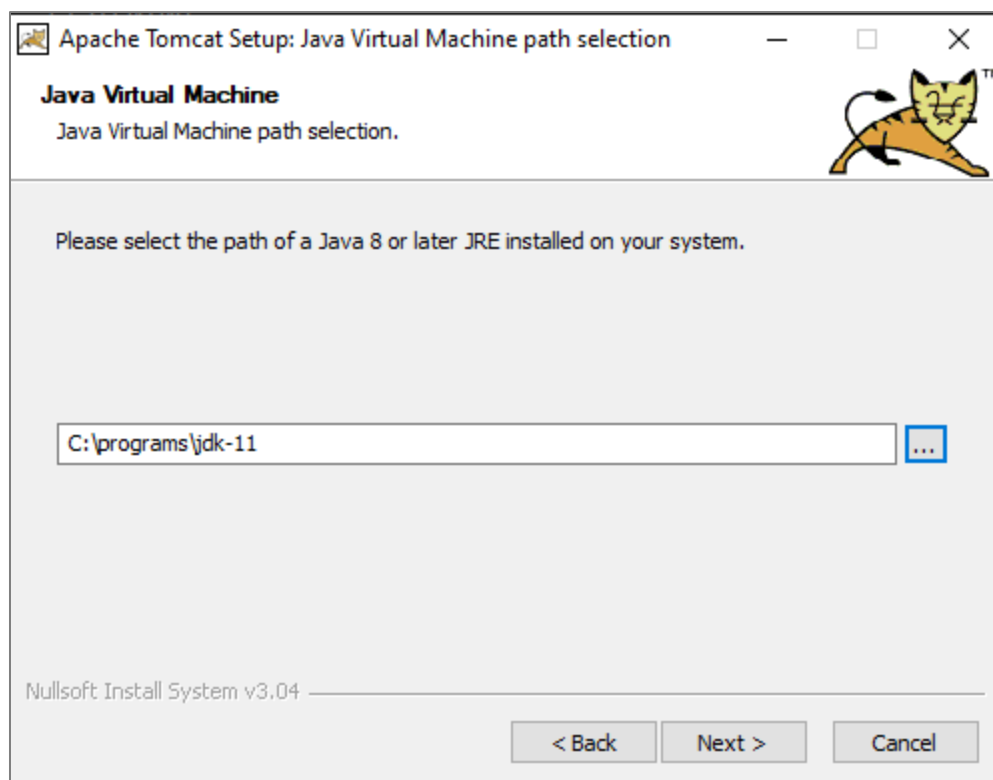 Apache Tomcat Setup: Java Virtual Machine path selection
Java Virtual Machine
Java Virtual Machine path selection.
Please select the path of a Java 8 or later JRE installed on your system.
C:\programs\jdk-11
...
Nullsoft Install System v3.04
< Back
Next >
Cancel